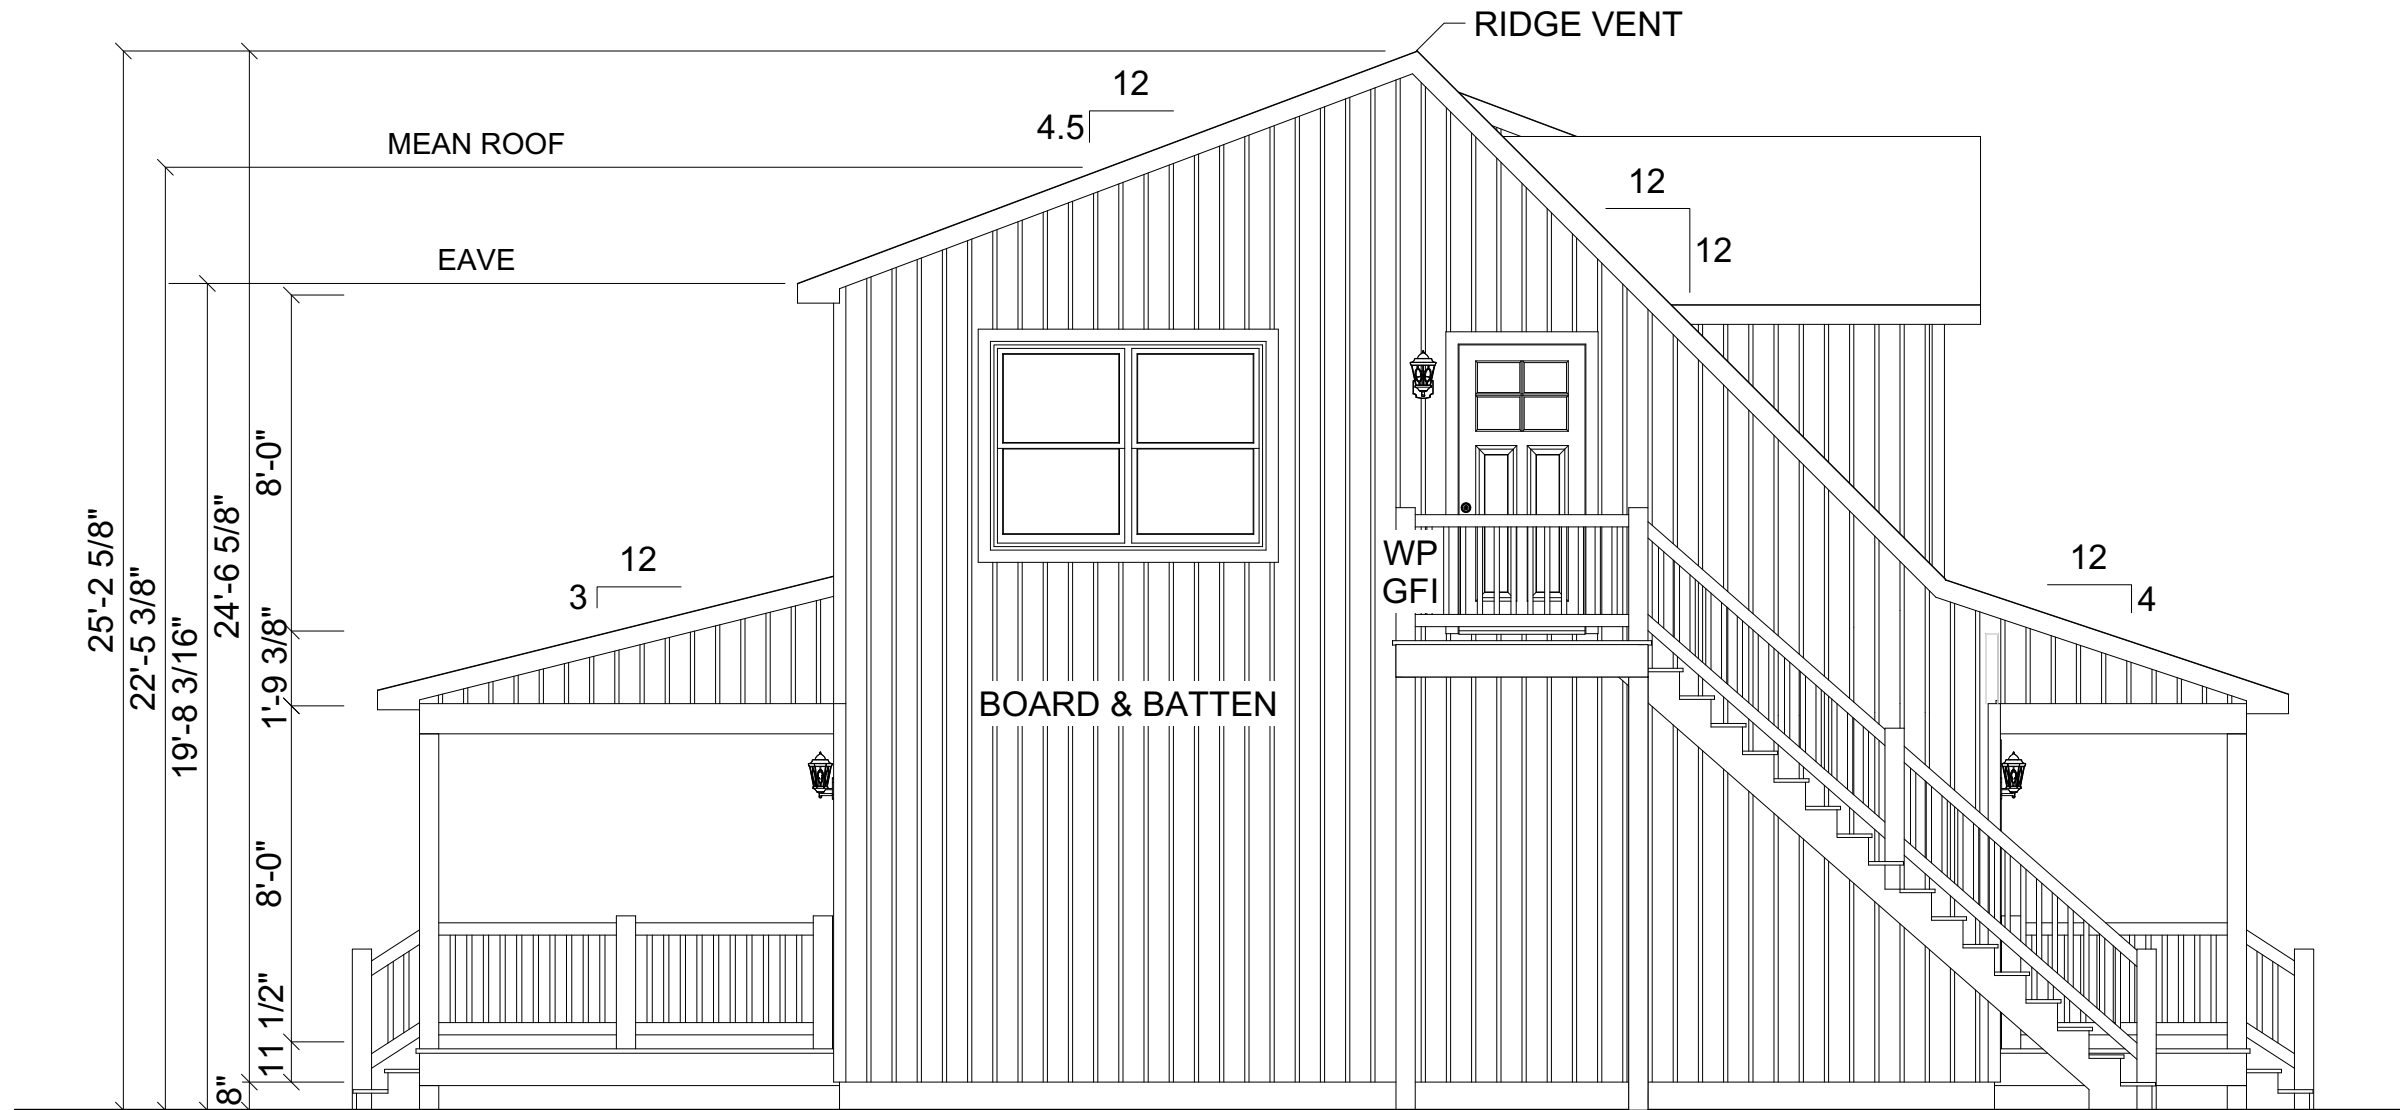 RIDGE VENT
12
4.5
MEAN ROOF
12
12
EAVE
8'-0"
25'-2 5/8"
22'-5 3/8"
19'-8 3/16"
24'-6 5/8"
1'-9 3/8"
12
3
WP
GFI
12
4
BOARD & BATTEN
8'-0"
11 1/2"
8"